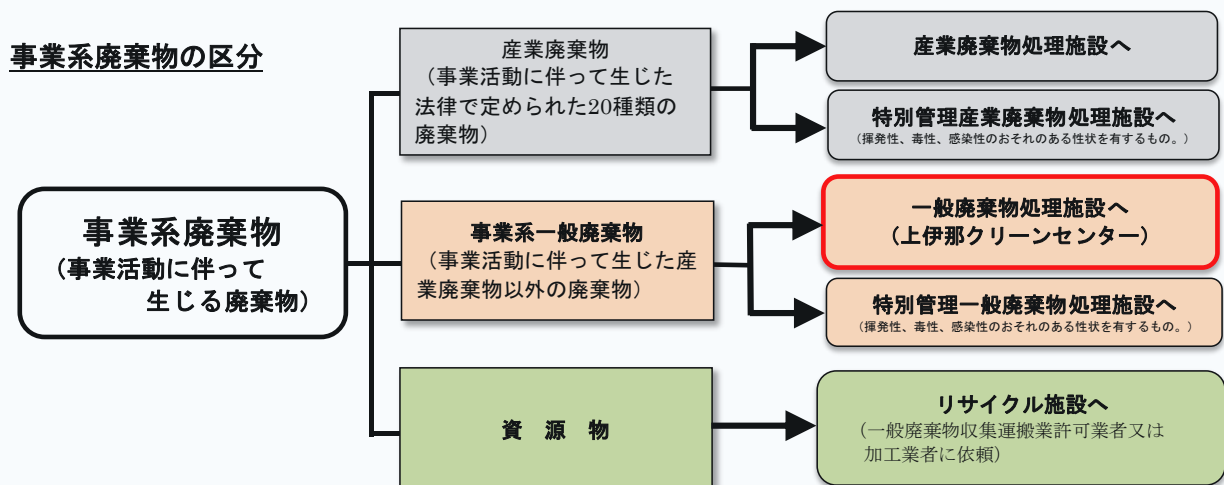 事業系廃棄物の区分
事業系廃棄物
(事業活動に伴って
生じる廃棄物)
産業廃棄物
(事業活動に伴って生じた
法律で定められた20種類の
廃棄物)
産業廃棄物処理施設へ
特別管理産業廃棄物処理施設へ
(揮発性、毒性、感染性のおそれのある性状を有するもの。)
事業系一般廃棄物
(事業活動に伴って生じた産
業廃棄物以外の廃棄物)
一般廃棄物処理施設へ
(上伊那クリーンセンター)
特別管理一般廃棄物処理施設へ
(揮発性、毒性、感染性のおそれのある性状を有するもの。)
資 源 物
リサイクル施設へ
(一般廃棄物収集運搬業許可業者又は
加工業者に依頼)